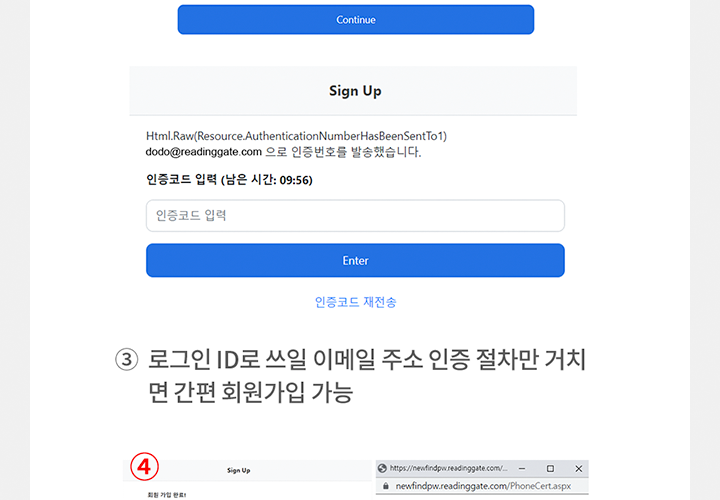 Continue
Sign Up
Html.Raw(Resource.AuthenticationNumberHasBeenSentTo1)
dodo@readinggate.com 으로 인증번호를 발송했습니다.
인증코드 입력 (남은 시간: 09:56)
인증코드 입력
Enter
인증코드 재전송
③ 로그인 ID로 쓰일 이메일 주소 인증 절차만 거치
면 간편 회원가입 가능
④
Sign Up
https://newfindpw.readinggate.com/...
newfindpw.readinggate.com/PhoneCert.aspx
회원 가입 완료!